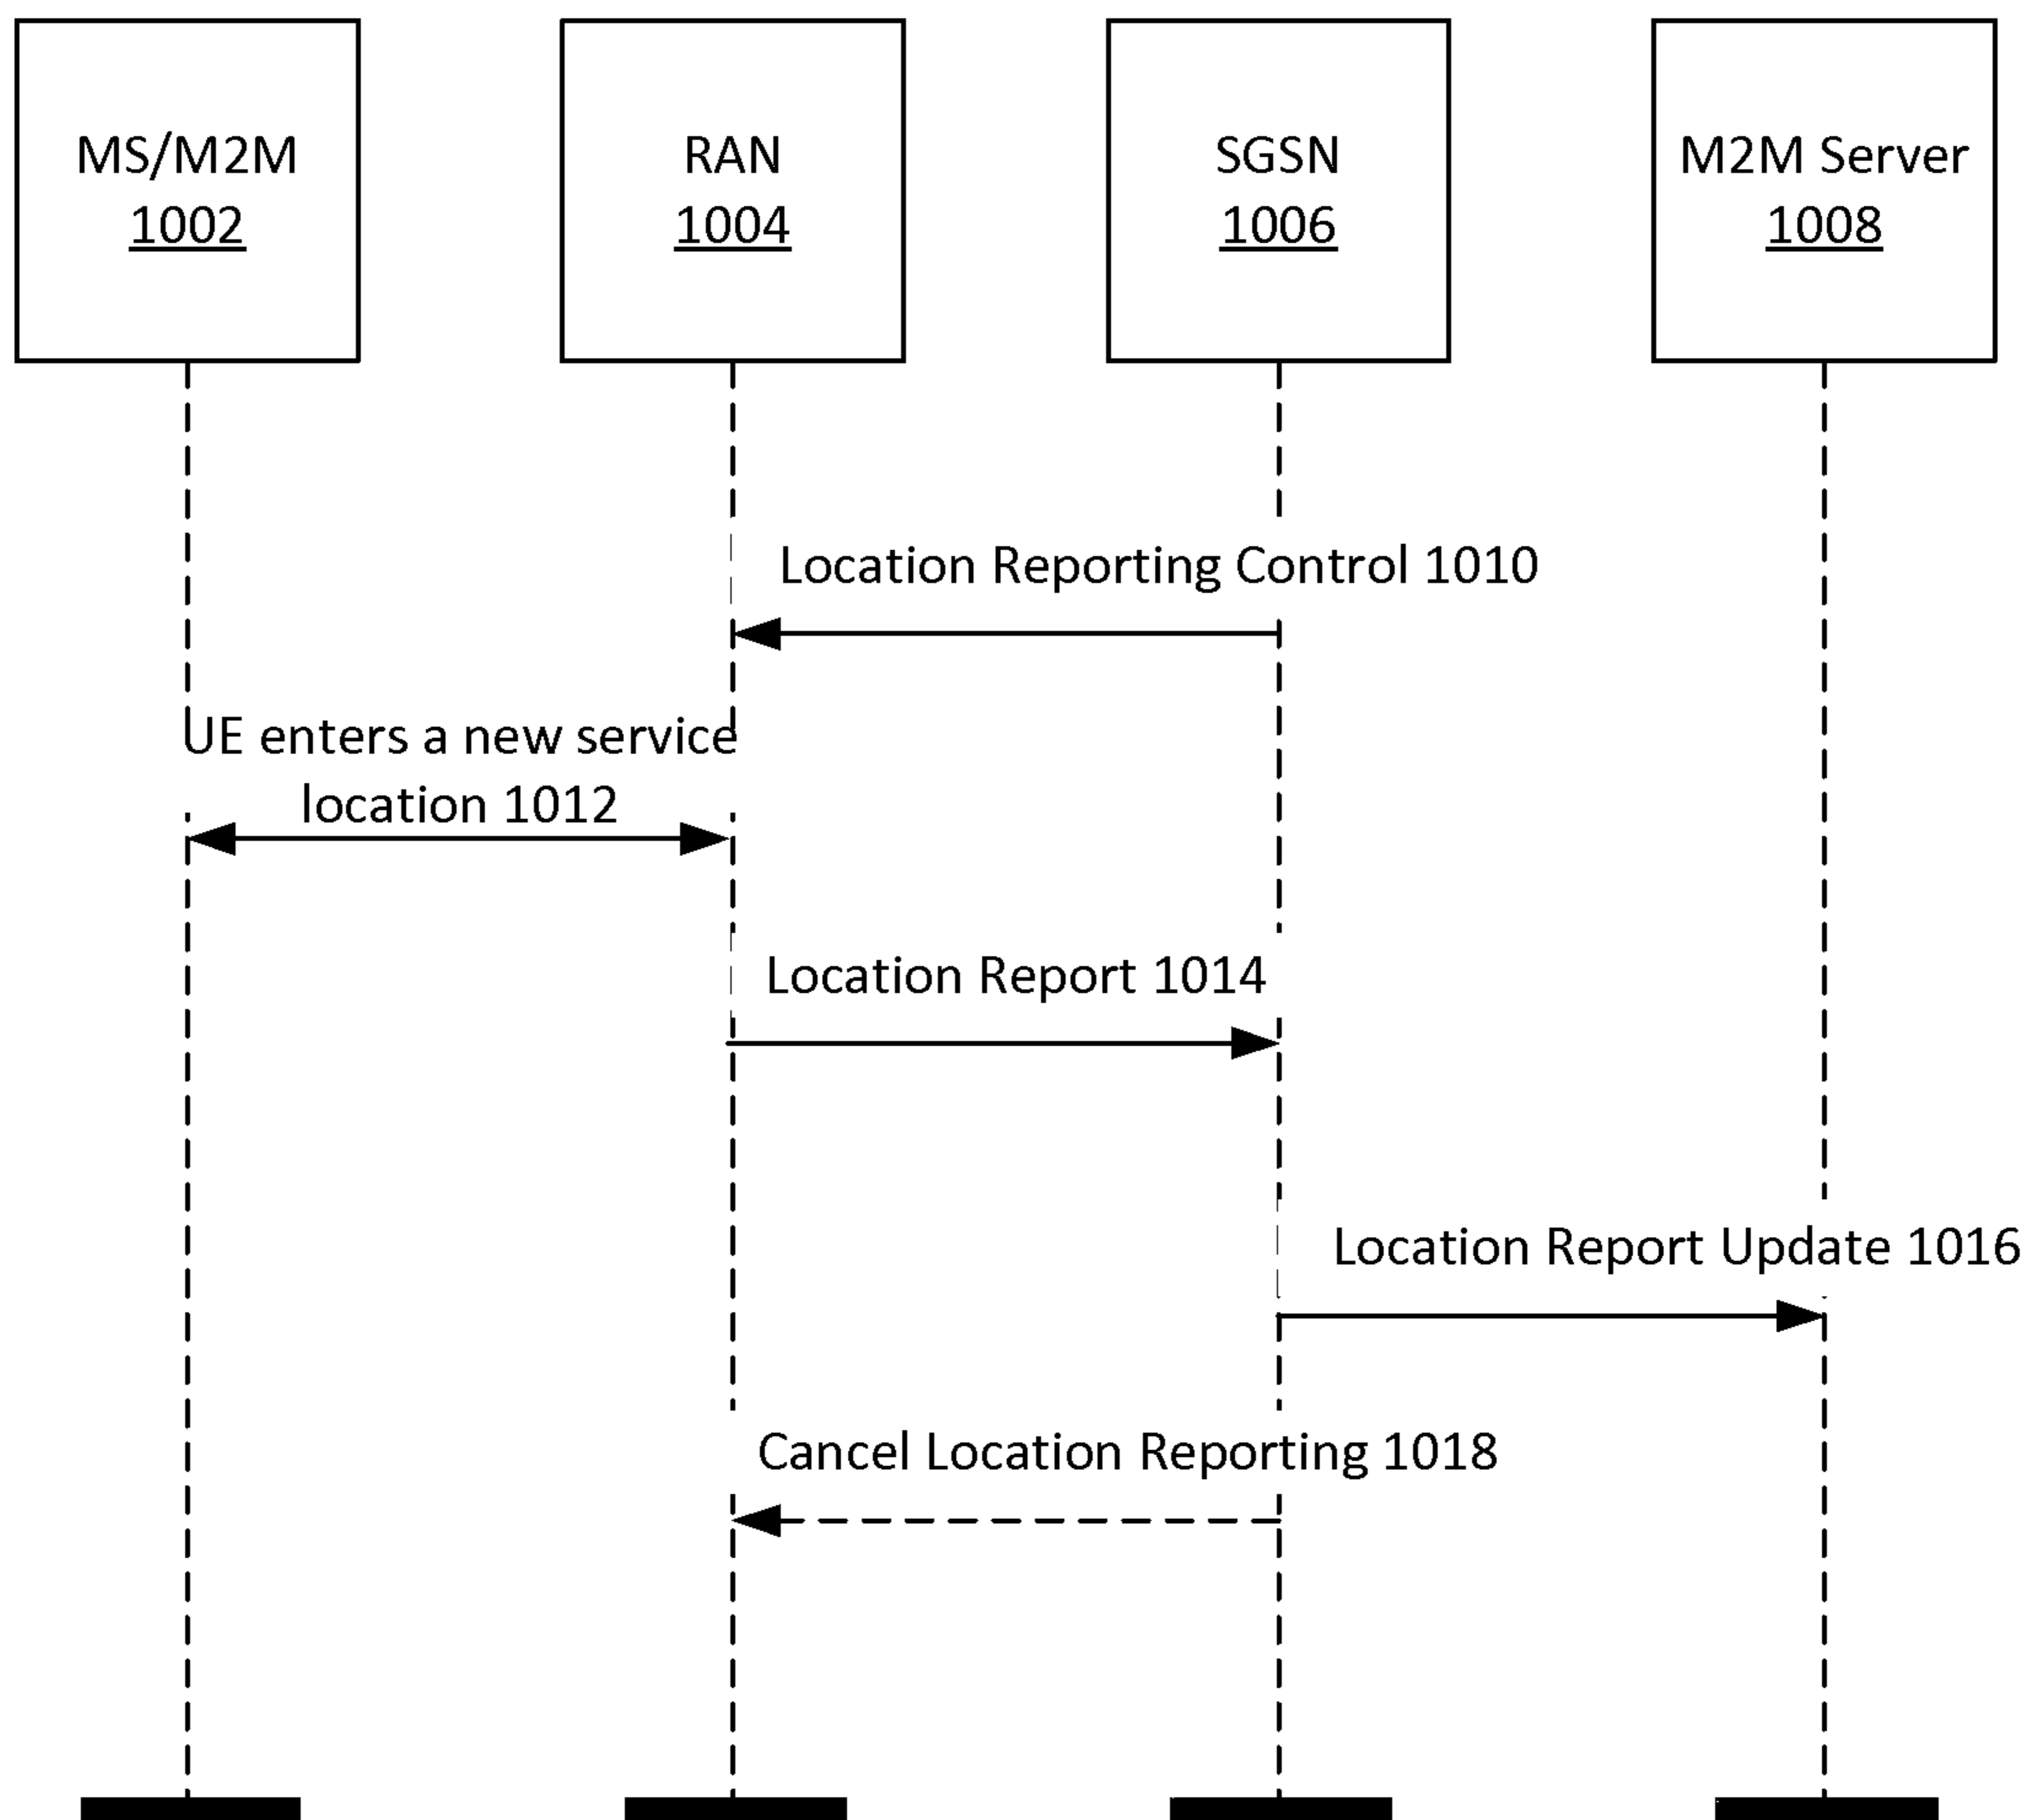 MS/M2M
1002
RAN
1004
SGSN
1006
M2M Server
1008
Location Reporting Control 1010
UE enters a new service
location 1012
Location Report 1014
Location Report Update 1016
Cancel Location Reporting 1018